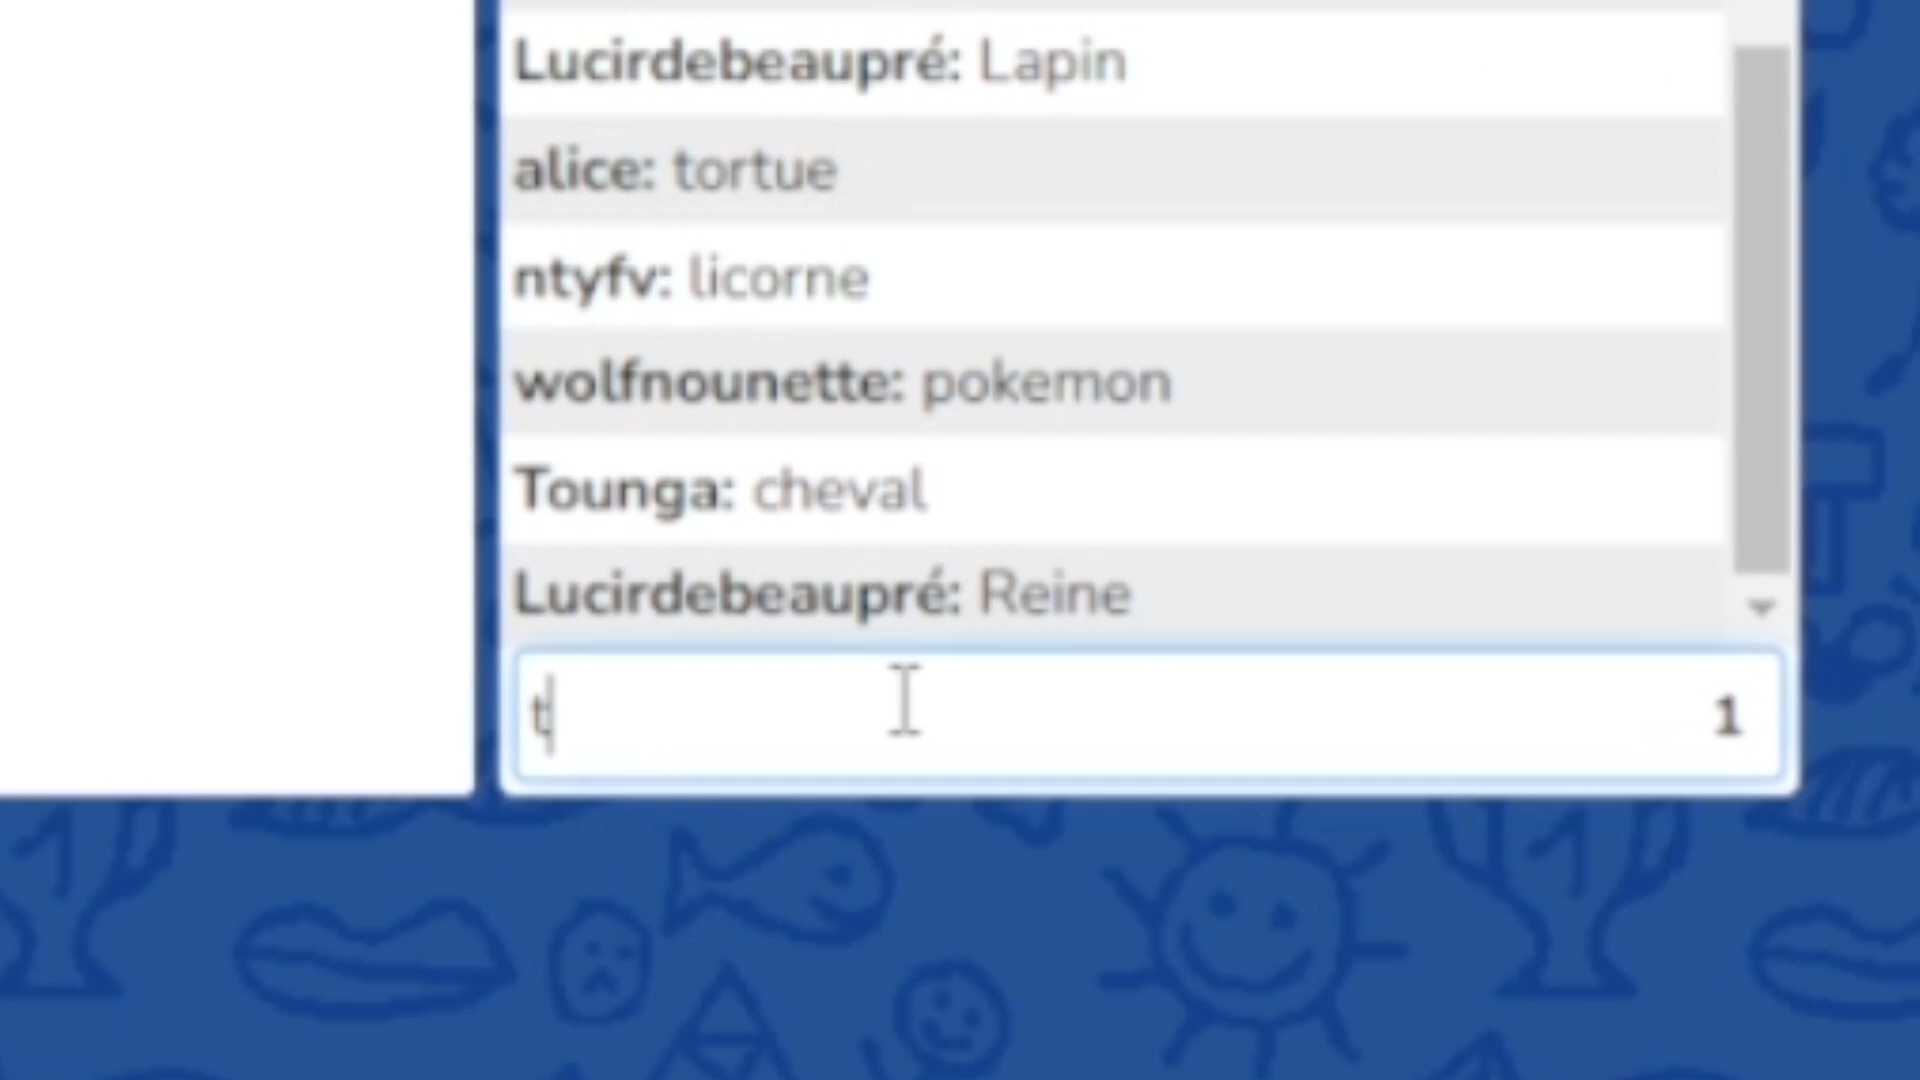 Lucirdebeaupré: Lapin
alice: tortue
ntyfv: licorne
wolfnounette: pokemon
Tounga: cheval
Lucirdebeaupré: Reine
t 1